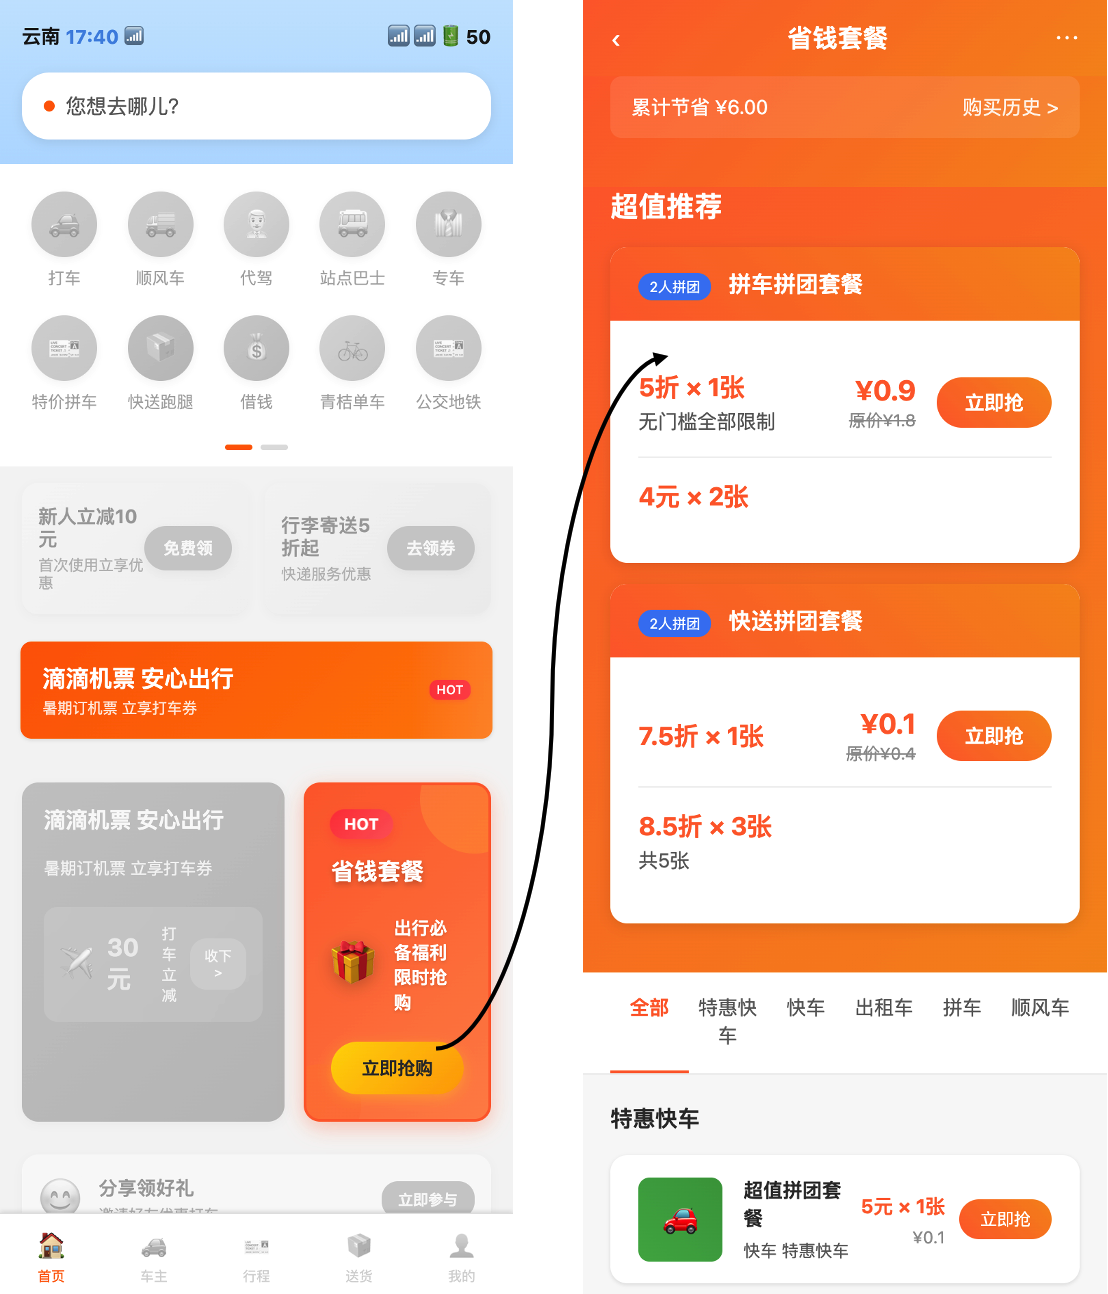 云南 17:40
50
您想去哪儿?
打车 顺风车 代驾 站点巴士 专车
特价拼车 快送跑腿 借钱 青桔单车 公交地铁
新人立减10
元
首次使用立享优
惠
免费领
行李寄送5
折起
快递服务优惠
去领券
滴滴机票 安心出行
暑期订机票 立享打车券
HOT
滴滴机票 安心出行
暑期订机票 立享打车券
30
元
打
车
立
减
收下
>
HOT
省钱套餐
出行必
备福利
限时抢
购
立即抢购
分享领好礼
立即参与
首页 车主 行程 送货 我的
‹ 省钱套餐 ···
累计节省 ¥6.00 购买历史 >
超值推荐
2人拼团 拼车拼团套餐
5折 × 1张
无门槛全部限制
¥0.9
原价¥1.8
立即抢
4元 × 2张
2人拼团 快送拼团套餐
7.5折 × 1张
¥0.1
原价¥0.4
立即抢
8.5折 × 3张
共5张
全部 特惠快
车 快车 出租车 拼车 顺风车
特惠快车
超值拼团套
餐
快车 特惠快车
5元 × 1张
¥0.1
立即抢